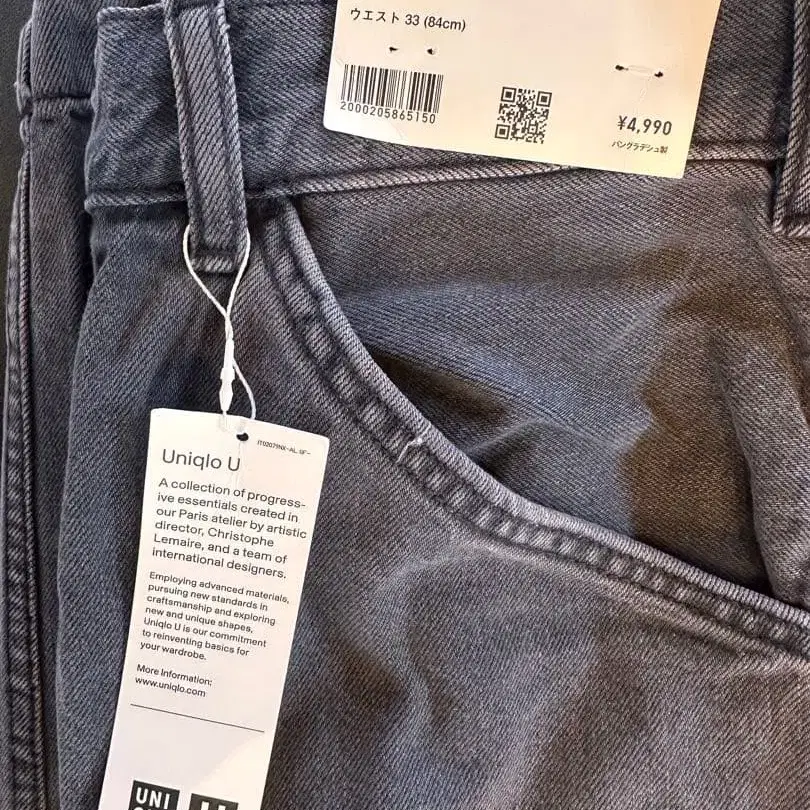 ウエスト 33 (84cm)
2000205865150
¥4,990
バングラデシュ製
Uniqlo U
A collection of progress-
ive essentials created in
our Paris atelier by artistic
director, Christophe
Lemaire, and a team of
international designers.
Employing advanced materials,
pursuing new standards in
craftsmanship and exploring
new and unique shapes,
Uniqlo U is our commitment
to reinventing basics for
your wardrobe.
More Information:
www.uniqlo.com
UNI